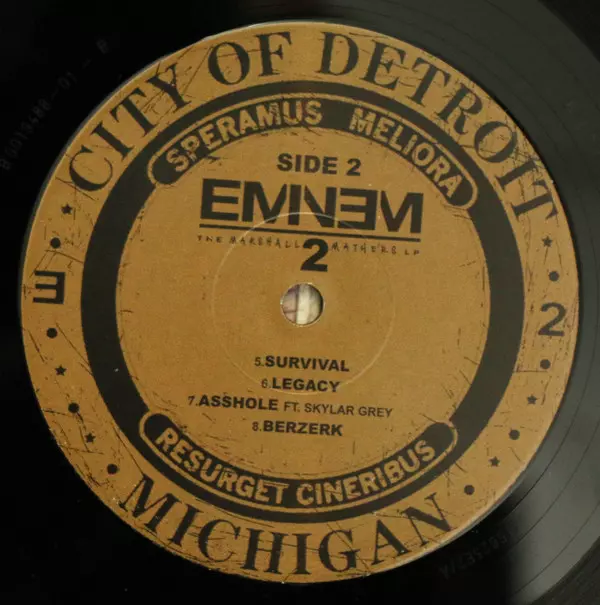 CITY OF DETROIT
SPERAMUS MELIORA
SIDE 2
EMINEM
THE MARSHALL MATHERS LP
2
E
2
5.SURVIVAL
6.LEGACY
7.ASSHOLE FT. SKYLAR GREY
8.BERZERK
RESURGET CINERIBUS
MICHIGAN